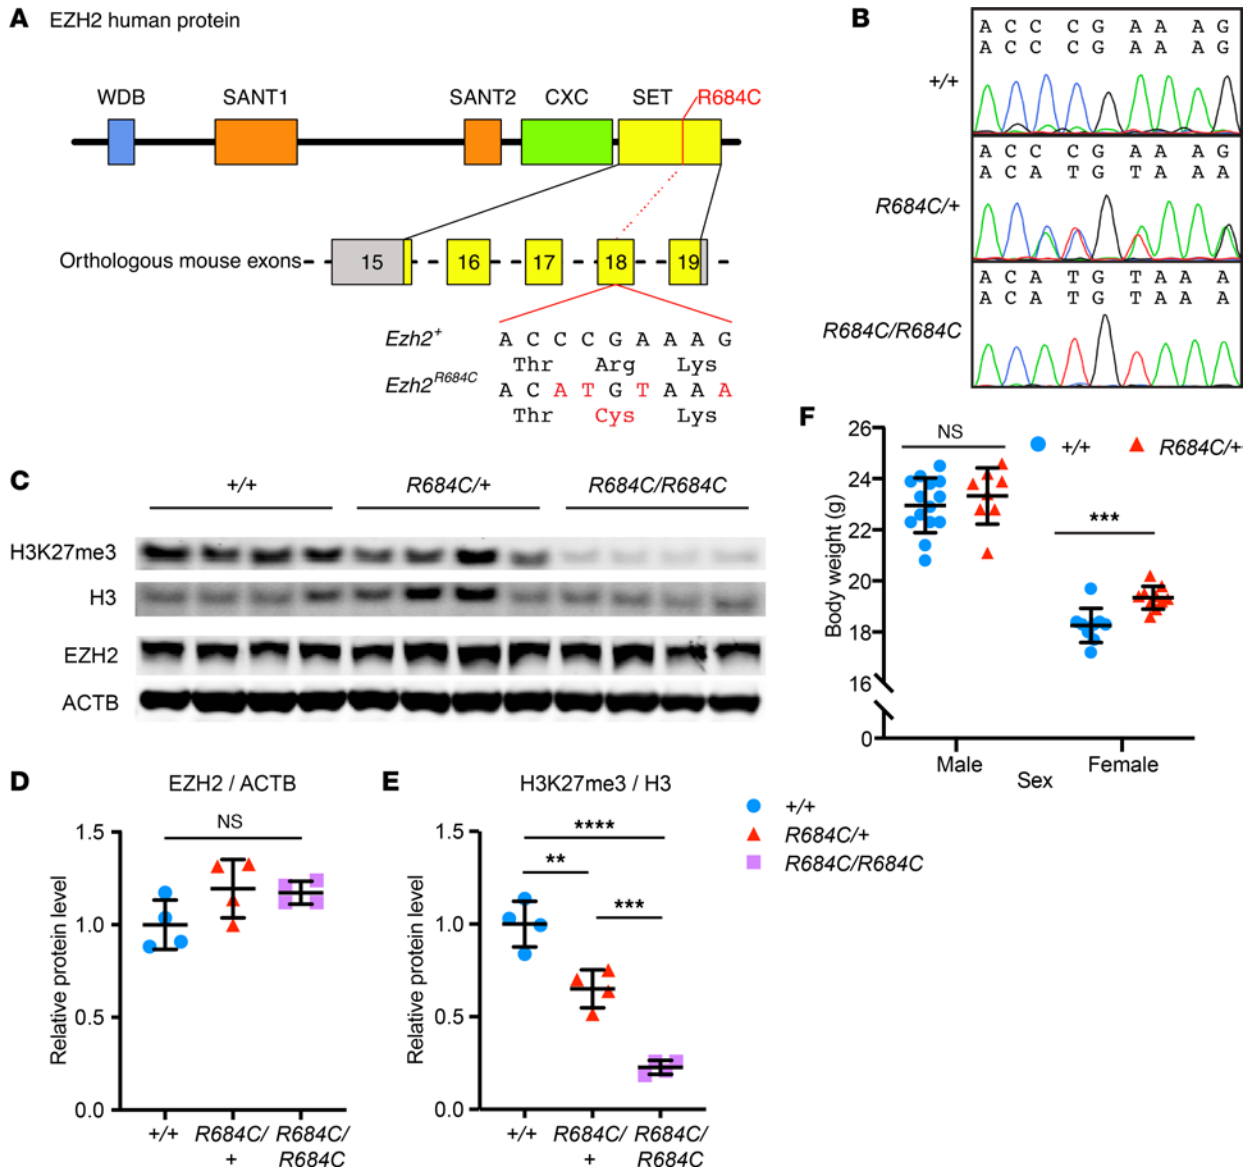 A EZH2 human protein
WDB SANT1 SANT2 CXC SET R684C
Orthologous mouse exons 15 16 17 18 19
Ezh2+ A C C C G A A A G
Thr Arg Lys
Ezh2R684C A C A T G T A A A
Thr Cys Lys
B
A C C C G A A A G
A C C C G A A A G
+/+
A C C C G A A A G
A C A T G T A A A
R684C/+
A C A T G T A A A
A C A T G T A A A
R684C/R684C
C
+/+ R684C/+ R684C/R684C
H3K27me3
H3
EZH2
ACTB
F
NS
+/+ R684C/+
***
Body weight (g)
26
24
22
20
18
16
0
Male Female
Sex
D EZH2 / ACTB
NS
Relative protein level
1.5
1.0
0.5
0.0
+/+ R684C/ R684C/
+ R684C
E H3K27me3 / H3
****
**
***
Relative protein level
1.5
1.0
0.5
0.0
+/+ R684C/ R684C/
+ R684C
+/+
R684C/+
R684C/R684C